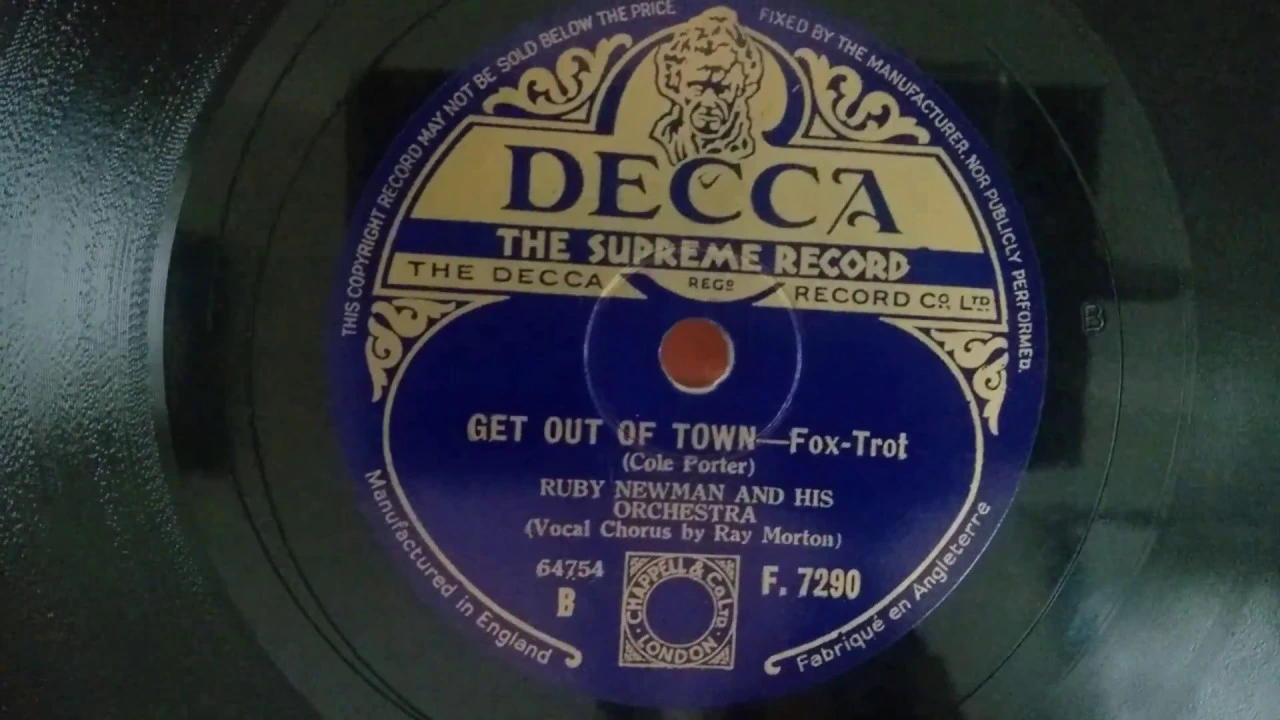 THIS COPYRIGHT RECORD MAY NOT BE SOLD BELOW THE PRICE FIXED BY THE MANUFACTURER, NOR PUBLICLY PERFORMED.
DECCA
THE SUPREME RECORD
THE DECCA REGD RECORD CO LTD
GET OUT OF TOWN—Fox-Trot
(Cole Porter)
RUBY NEWMAN AND HIS
ORCHESTRA
(Vocal Chorus by Ray Morton)
64754
B
CHAPPELL & CO LTD
· LONDON ·
F. 7290
Manufactured in England
Fabriqué en Angleterre